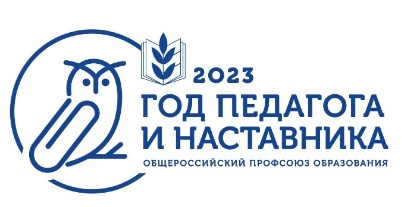 2023
ГОД ПЕДАГОГА
И НАСТАВНИКА
ОБЩЕРОССИЙСКИЙ ПРОФСОЮЗ ОБРАЗОВАНИЯ